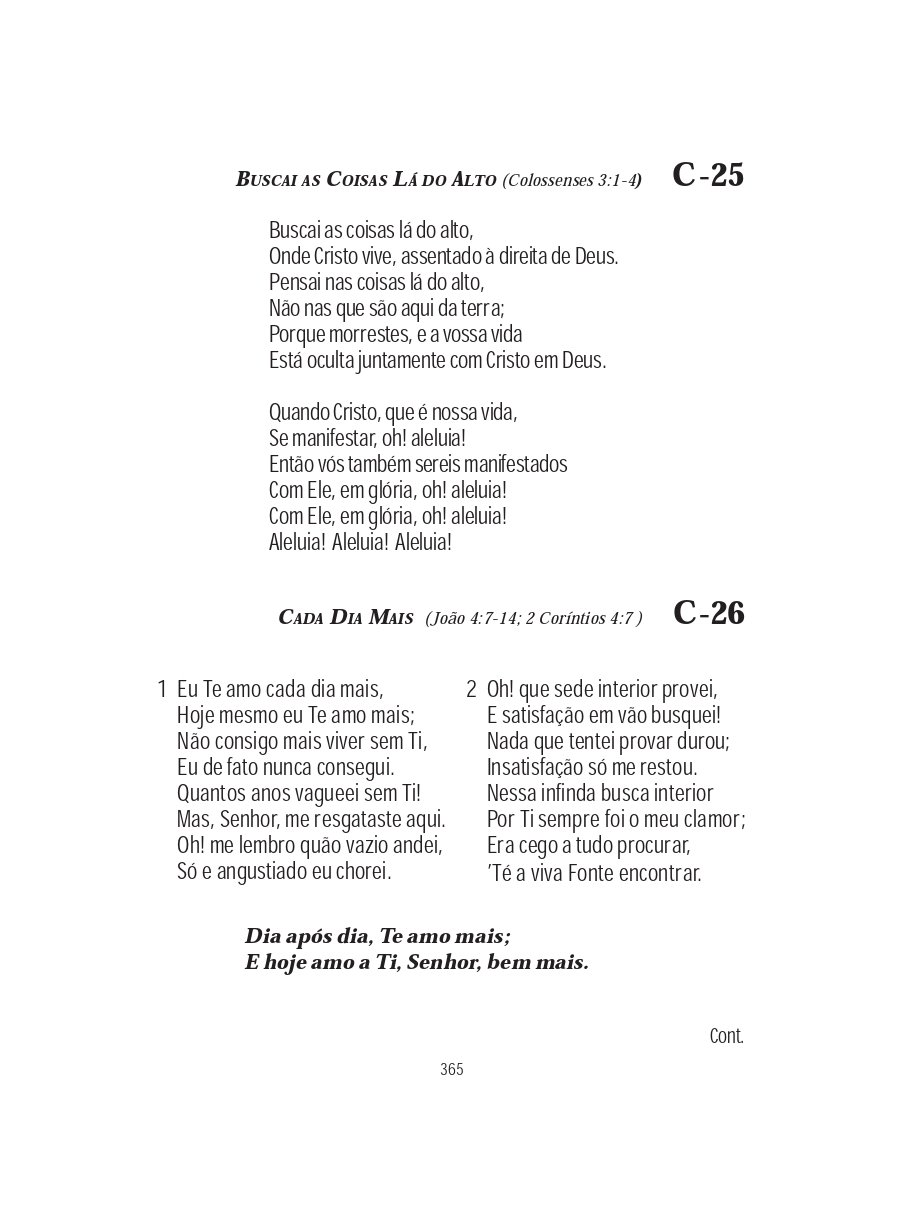 BUSCAI AS COISAS LÁ DO ALTO (Colossenses 3:1-4) C-25
Buscai as coisas lá do alto,
Onde Cristo vive, assentado à direita de Deus.
Pensai nas coisas lá do alto,
Não nas que são aqui da terra;
Porque morrestes, e a vossa vida
Está oculta juntamente com Cristo em Deus.
Quando Cristo, que é nossa vida,
Se manifestar, oh! aleluia!
Então vós também sereis manifestados
Com Ele, em glória, oh! aleluia!
Com Ele, em glória, oh! aleluia!
Aleluia! Aleluia! Aleluia!
CADA DIA MAIS (João 4:7-14; 2 Coríntios 4:7 ) C-26
1 Eu Te amo cada dia mais,
Hoje mesmo eu Te amo mais;
Não consigo mais viver sem Ti,
Eu de fato nunca consegui.
Quantos anos vagueei sem Ti!
Mas, Senhor, me resgataste aqui.
Oh! me lembro quão vazio andei,
Só e angustiado eu chorei.
2 Oh! que sede interior provei,
E satisfação em vão busquei!
Nada que tentei provar durou;
Insatisfação só me restou.
Nessa infinda busca interior
Por Ti sempre foi o meu clamor;
Era cego a tudo procurar,
’Té a viva Fonte encontrar.
Dia após dia, Te amo mais;
E hoje amo a Ti, Senhor, bem mais.
Cont.
365